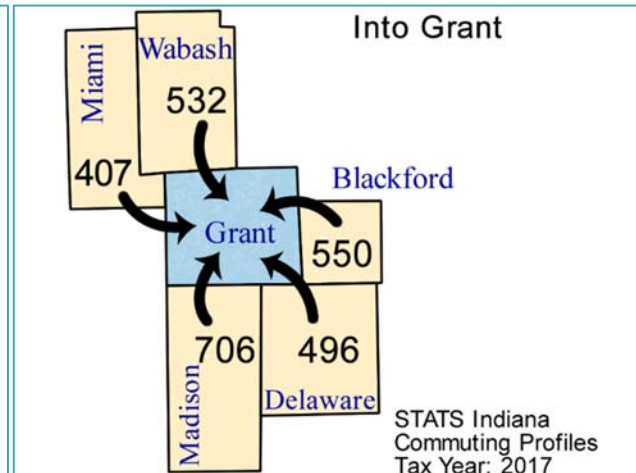 Into Grant
Miami
Wabash
532
407
Blackford
Grant
550
706
496
Madison
Delaware
STATS Indiana
Commuting Profiles
Tax Year: 2017